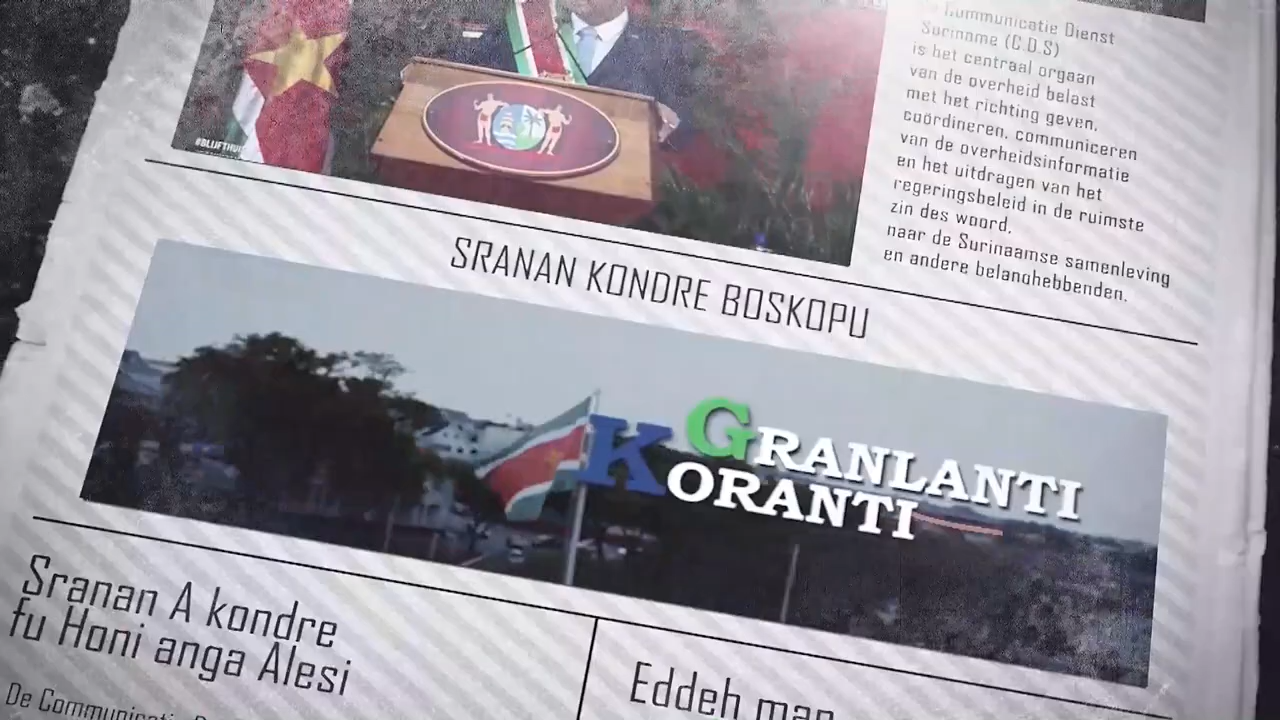 Communicatie Dienst
Suriname (C.D.S)
is het centraal orgaan
van de overheid belast
met het richting geven,
coördineren, communiceren
van de overheidsinformatie
en het uitdragen van het
regeringsbeleid in de ruimste
zin des woord,
naar de Surinaamse samenleving
en andere belanghebbenden.
SRANAN KONDRE BOSKOPU
GRANLANTI
KORANTI
Sranan A kondre
fu Honi anga Alesi
De
Eddeh man